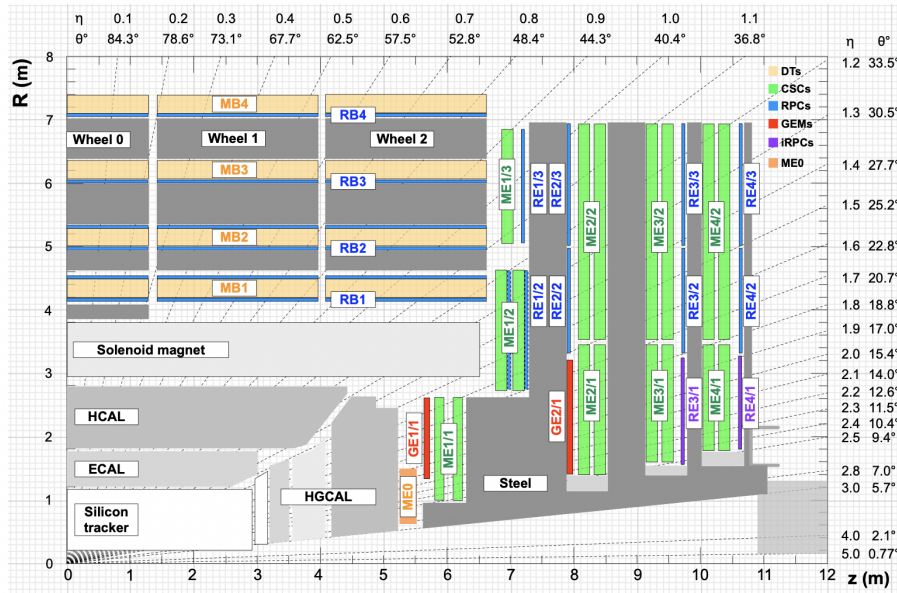 η 0.1 0.2 0.3 0.4 0.5 0.6 0.7 0.8 0.9 1.0 1.1
θ° 84.3° 78.6° 73.1° 67.7° 62.5° 57.5° 52.8° 48.4° 44.3° 40.4° 36.8° η θ°
R (m)
8
7
6
5
4
3
2
1
0
1.2 33.5°
1.3 30.5°
1.4 27.7°
1.5 25.2°
1.6 22.8°
1.7 20.7°
1.8 18.8°
1.9 17.0°
2.0 15.4°
2.1 14.0°
2.2 12.6°
2.3 11.5°
2.4 10.4°
2.5 9.4°
2.8 7.0°
3.0 5.7°
4.0 2.1°
5.0 0.77°
DTs
CSCs
RPCs
GEMs
iRPCs
ME0
MB4
RB4
Wheel 0
Wheel 1
Wheel 2
MB3
RB3
MB2
RB2
MB1
RB1
Solenoid magnet
HCAL
ECAL
Silicon
tracker
HGCAL
Steel
ME0
GE1/1
ME1/1
ME1/2
ME1/3
RE1/3
RE2/3
RE1/2
RE2/2
GE2/1
ME2/2
ME2/1
ME3/2
ME3/1
RE3/3
RE3/2
RE3/1
ME4/2
ME4/1
RE4/3
RE4/2
RE4/1
0 1 2 3 4 5 6 7 8 9 10 11 12
z (m)